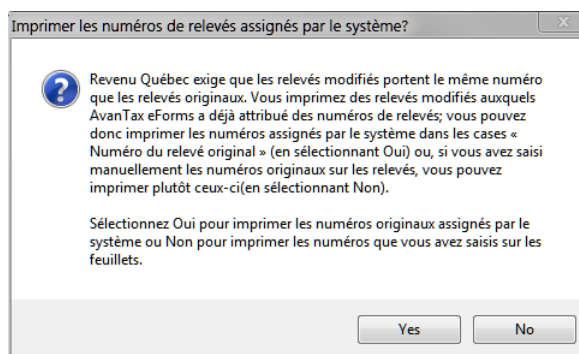 Imprimer les numéros de relevés assignés par le système?
Revenu Québec exige que les relevés modifiés portent le même numéro
que les relevés originaux. Vous imprimez des relevés modifiés auxquels
AvanTax eForms a déjà attribué des numéros de relevés; vous pouvez
donc imprimer les numéros assignés par le système dans les cases «
Numéro du relevé original » (en sélectionnant Oui) ou, si vous avez saisi
manuellement les numéros originaux sur les relevés, vous pouvez
imprimer plutôt ceux-ci(en sélectionnant Non).
Sélectionnez Oui pour imprimer les numéros originaux assignés par le
système ou Non pour imprimer les numéros que vous avez saisis sur les
feuillets.
Yes
No